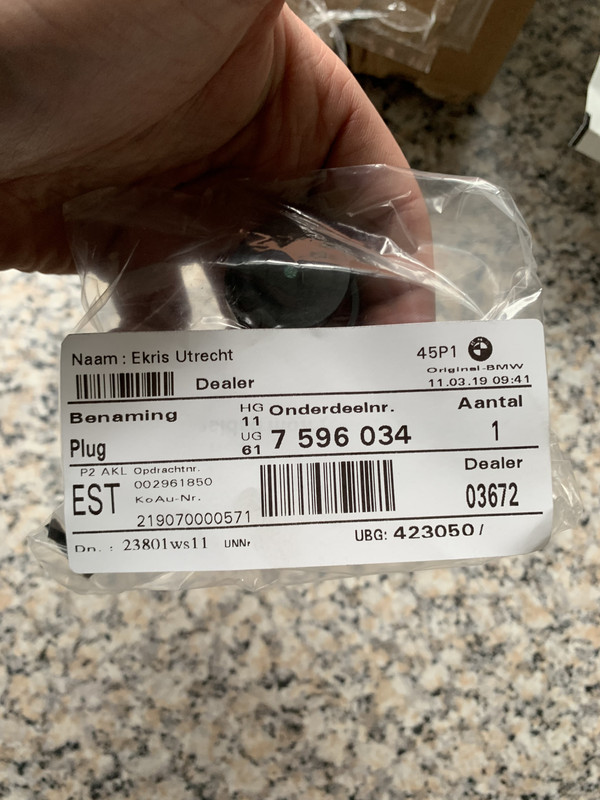 Naam : Ekris Utrecht 45P1
Original-BMW
Dealer 11.03.19 09:41
Benaming HG Onderdeelnr. Aantal
11
Plug UG 7 596 034 1
61
P2 AKL Opdrachtnr. Dealer
EST 002961850 03672
KoAu-Nr.
219070000571
Dn. : 23801ws11 UNNr UBG: 423050 /